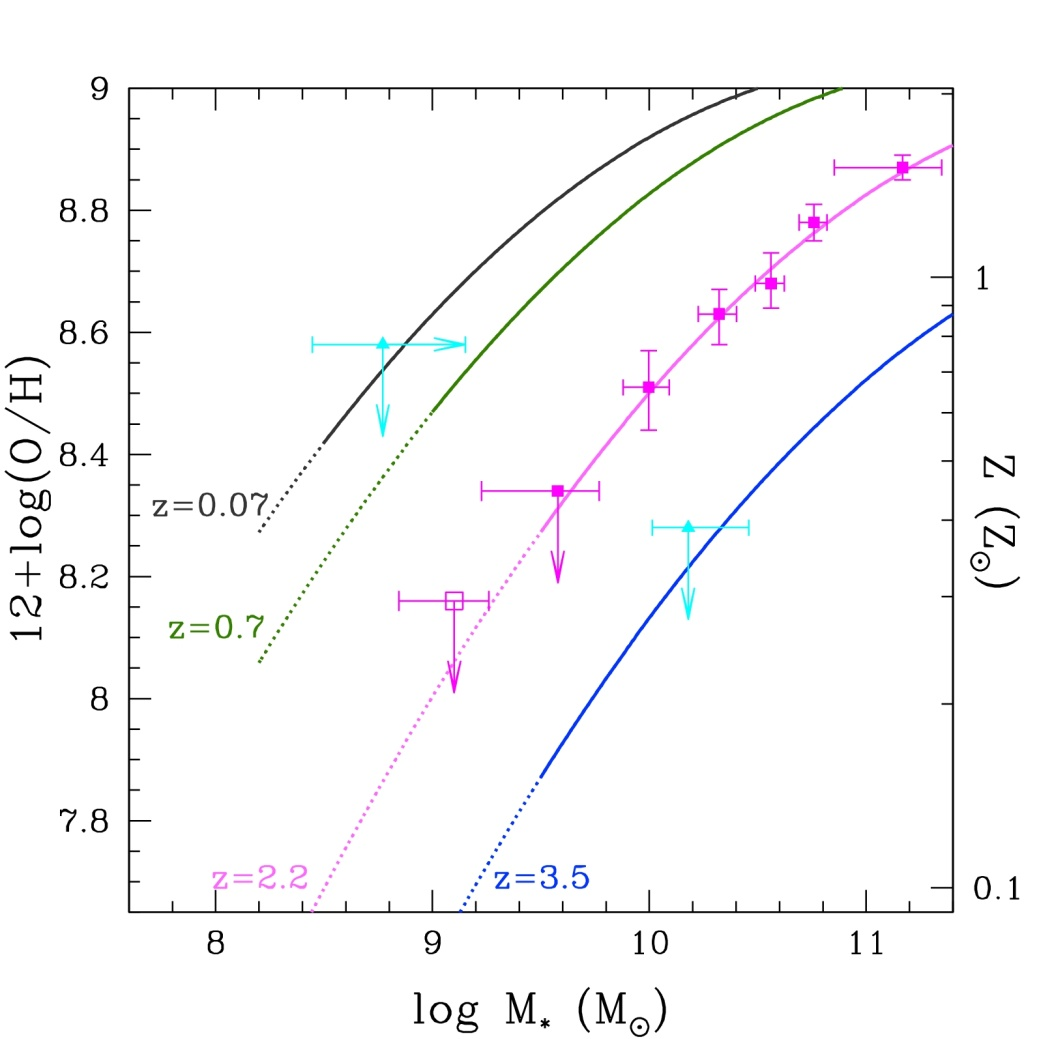 9
8.8
8.6
8.4
8.2
8
7.8
12+log(O/H)
z=0.07
z=0.7
z=2.2
z=3.5
1
0.1
Z (Z☉)
8 9 10 11
log M* (M☉)